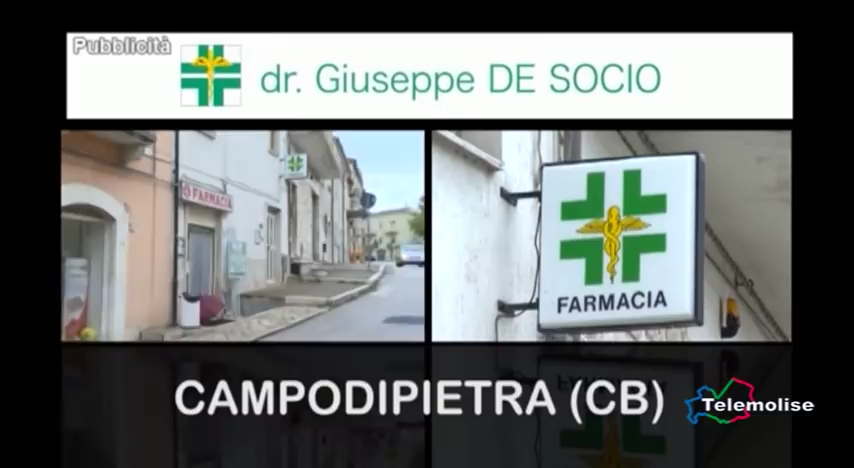 Pubblicità
dr. Giuseppe DE SOCIO
FARMACIA
FARMACIA
CAMPODIPIETRA (CB)
Telemolise